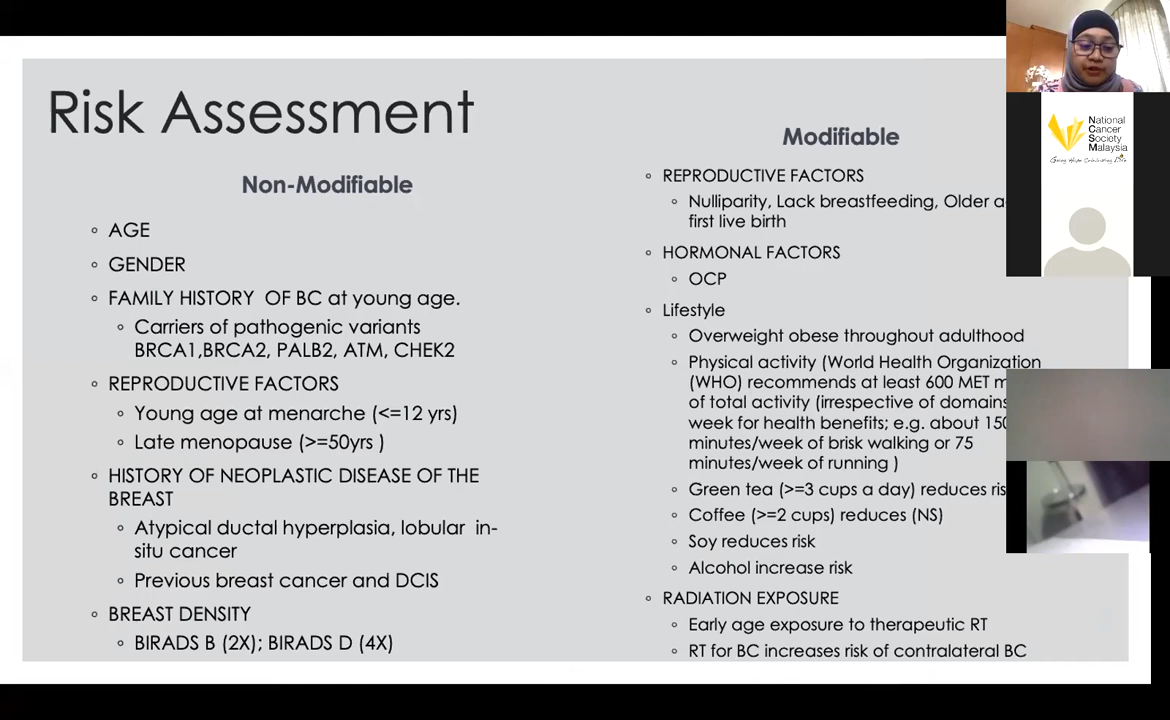 Risk Assessment
Non-Modifiable
◦ AGE
◦ GENDER
◦ FAMILY HISTORY OF BC at young age.
◦ Carriers of pathogenic variants
BRCA1,BRCA2, PALB2, ATM, CHEK2
◦ REPRODUCTIVE FACTORS
◦ Young age at menarche (<=12 yrs)
◦ Late menopause (>=50yrs )
◦ HISTORY OF NEOPLASTIC DISEASE OF THE
BREAST
◦ Atypical ductal hyperplasia, lobular in-
situ cancer
◦ Previous breast cancer and DCIS
◦ BREAST DENSITY
◦ BIRADS B (2X); BIRADS D (4X)
Modifiable
◦ REPRODUCTIVE FACTORS
◦ Nulliparity, Lack breastfeeding, Older
first live birth
◦ HORMONAL FACTORS
◦ OCP
◦ Lifestyle
◦ Overweight obese throughout adulthood
◦ Physical activity (World Health Organization
(WHO) recommends at least 600 MET
of total activity (irrespective of domains
week for health benefits; e.g. about 150
minutes/week of brisk walking or 75
minutes/week of running )
◦ Green tea (>=3 cups a day) reduces
◦ Coffee (>=2 cups) reduces (NS)
◦ Soy reduces risk
◦ Alcohol increase risk
◦ RADIATION EXPOSURE
◦ Early age exposure to therapeutic RT
◦ RT for BC increases risk of contralateral BC
National
Cancer
Society
Malaysia